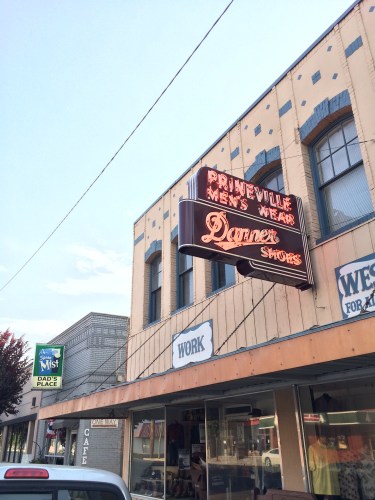 PRINEVILLE
MEN'S WEAR
Danner
SHOES
WORK
WES
FOR A
Mist
DAD'S PLACE
CAFE